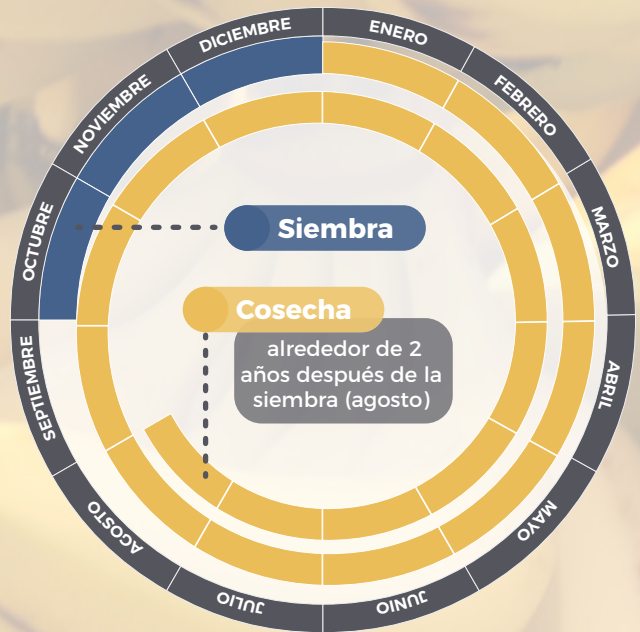 ENERO
FEBRERO
MARZO
ABRIL
MAYO
JUNIO
JULIO
AGOSTO
SEPTIEMBRE
OCTUBRE
NOVIEMBRE
DICIEMBRE
Siembra
Cosecha
alrededor de 2
años después de la
siembra (agosto)